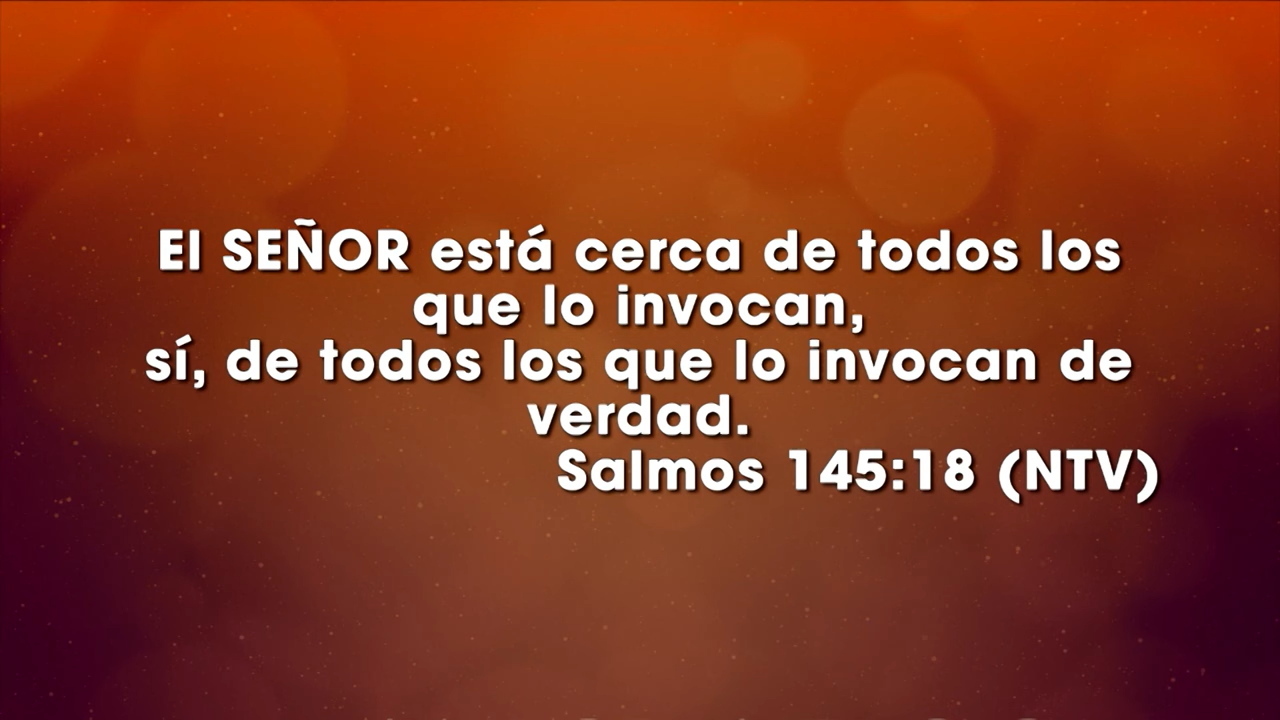 El SEÑOR está cerca de todos los
que lo invocan,
sí, de todos los que lo invocan de
verdad.
Salmos 145:18 (NTV)